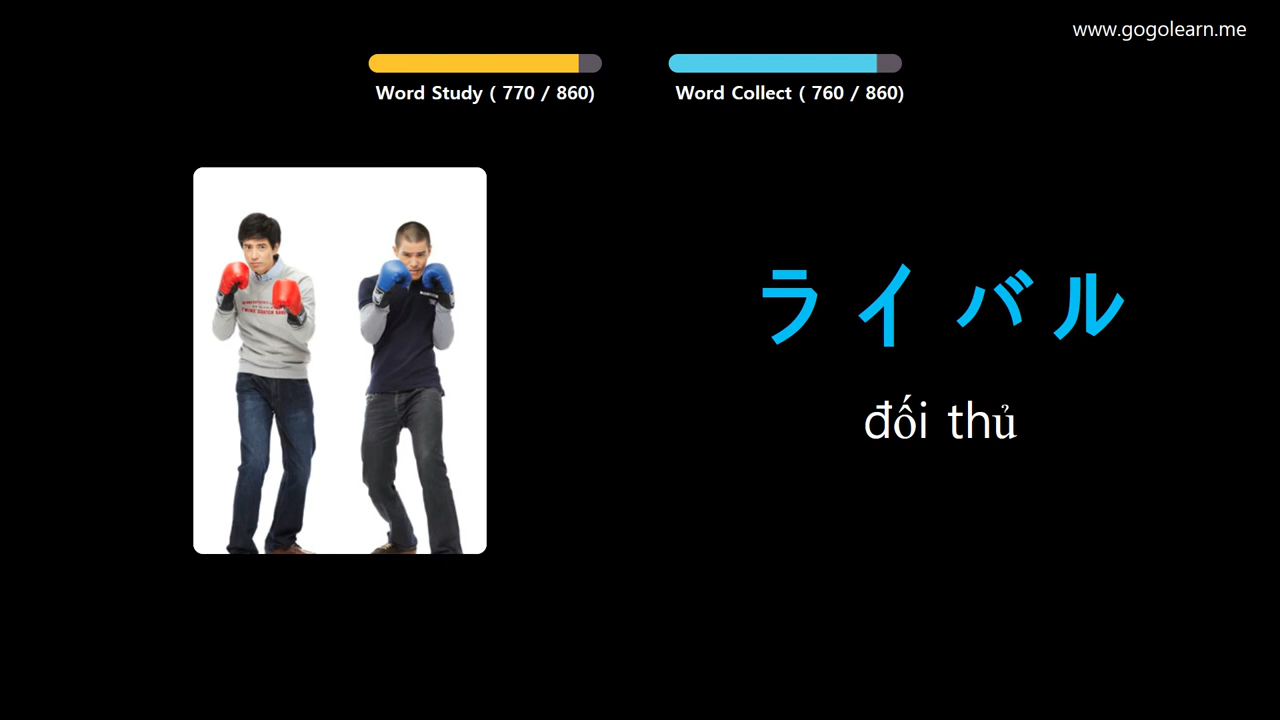 www.gogolearn.me
Word Study ( 770 / 860)
Word Collect ( 760 / 860)
ライバル
đối thủ